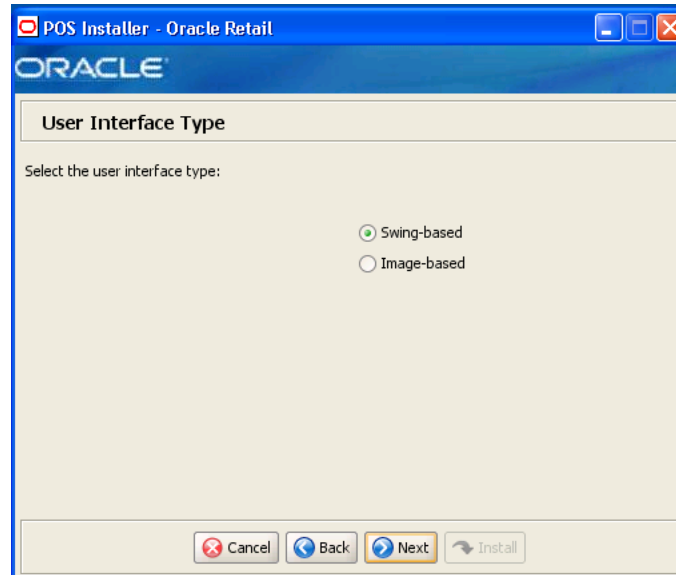 POS Installer - Oracle Retail
ORACLE
User Interface Type
Select the user interface type:
Swing-based
Image-based
Cancel Back Next Install